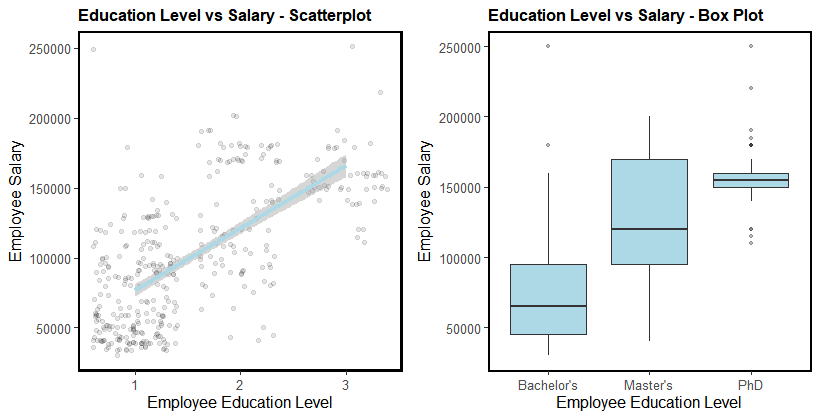 Education Level vs Salary - Scatterplot
Employee Salary
250000
200000
150000
100000
50000
1 2 3
Employee Education Level
Education Level vs Salary - Box Plot
Employee Salary
250000
200000
150000
100000
50000
Bachelor's Master's PhD
Employee Education Level